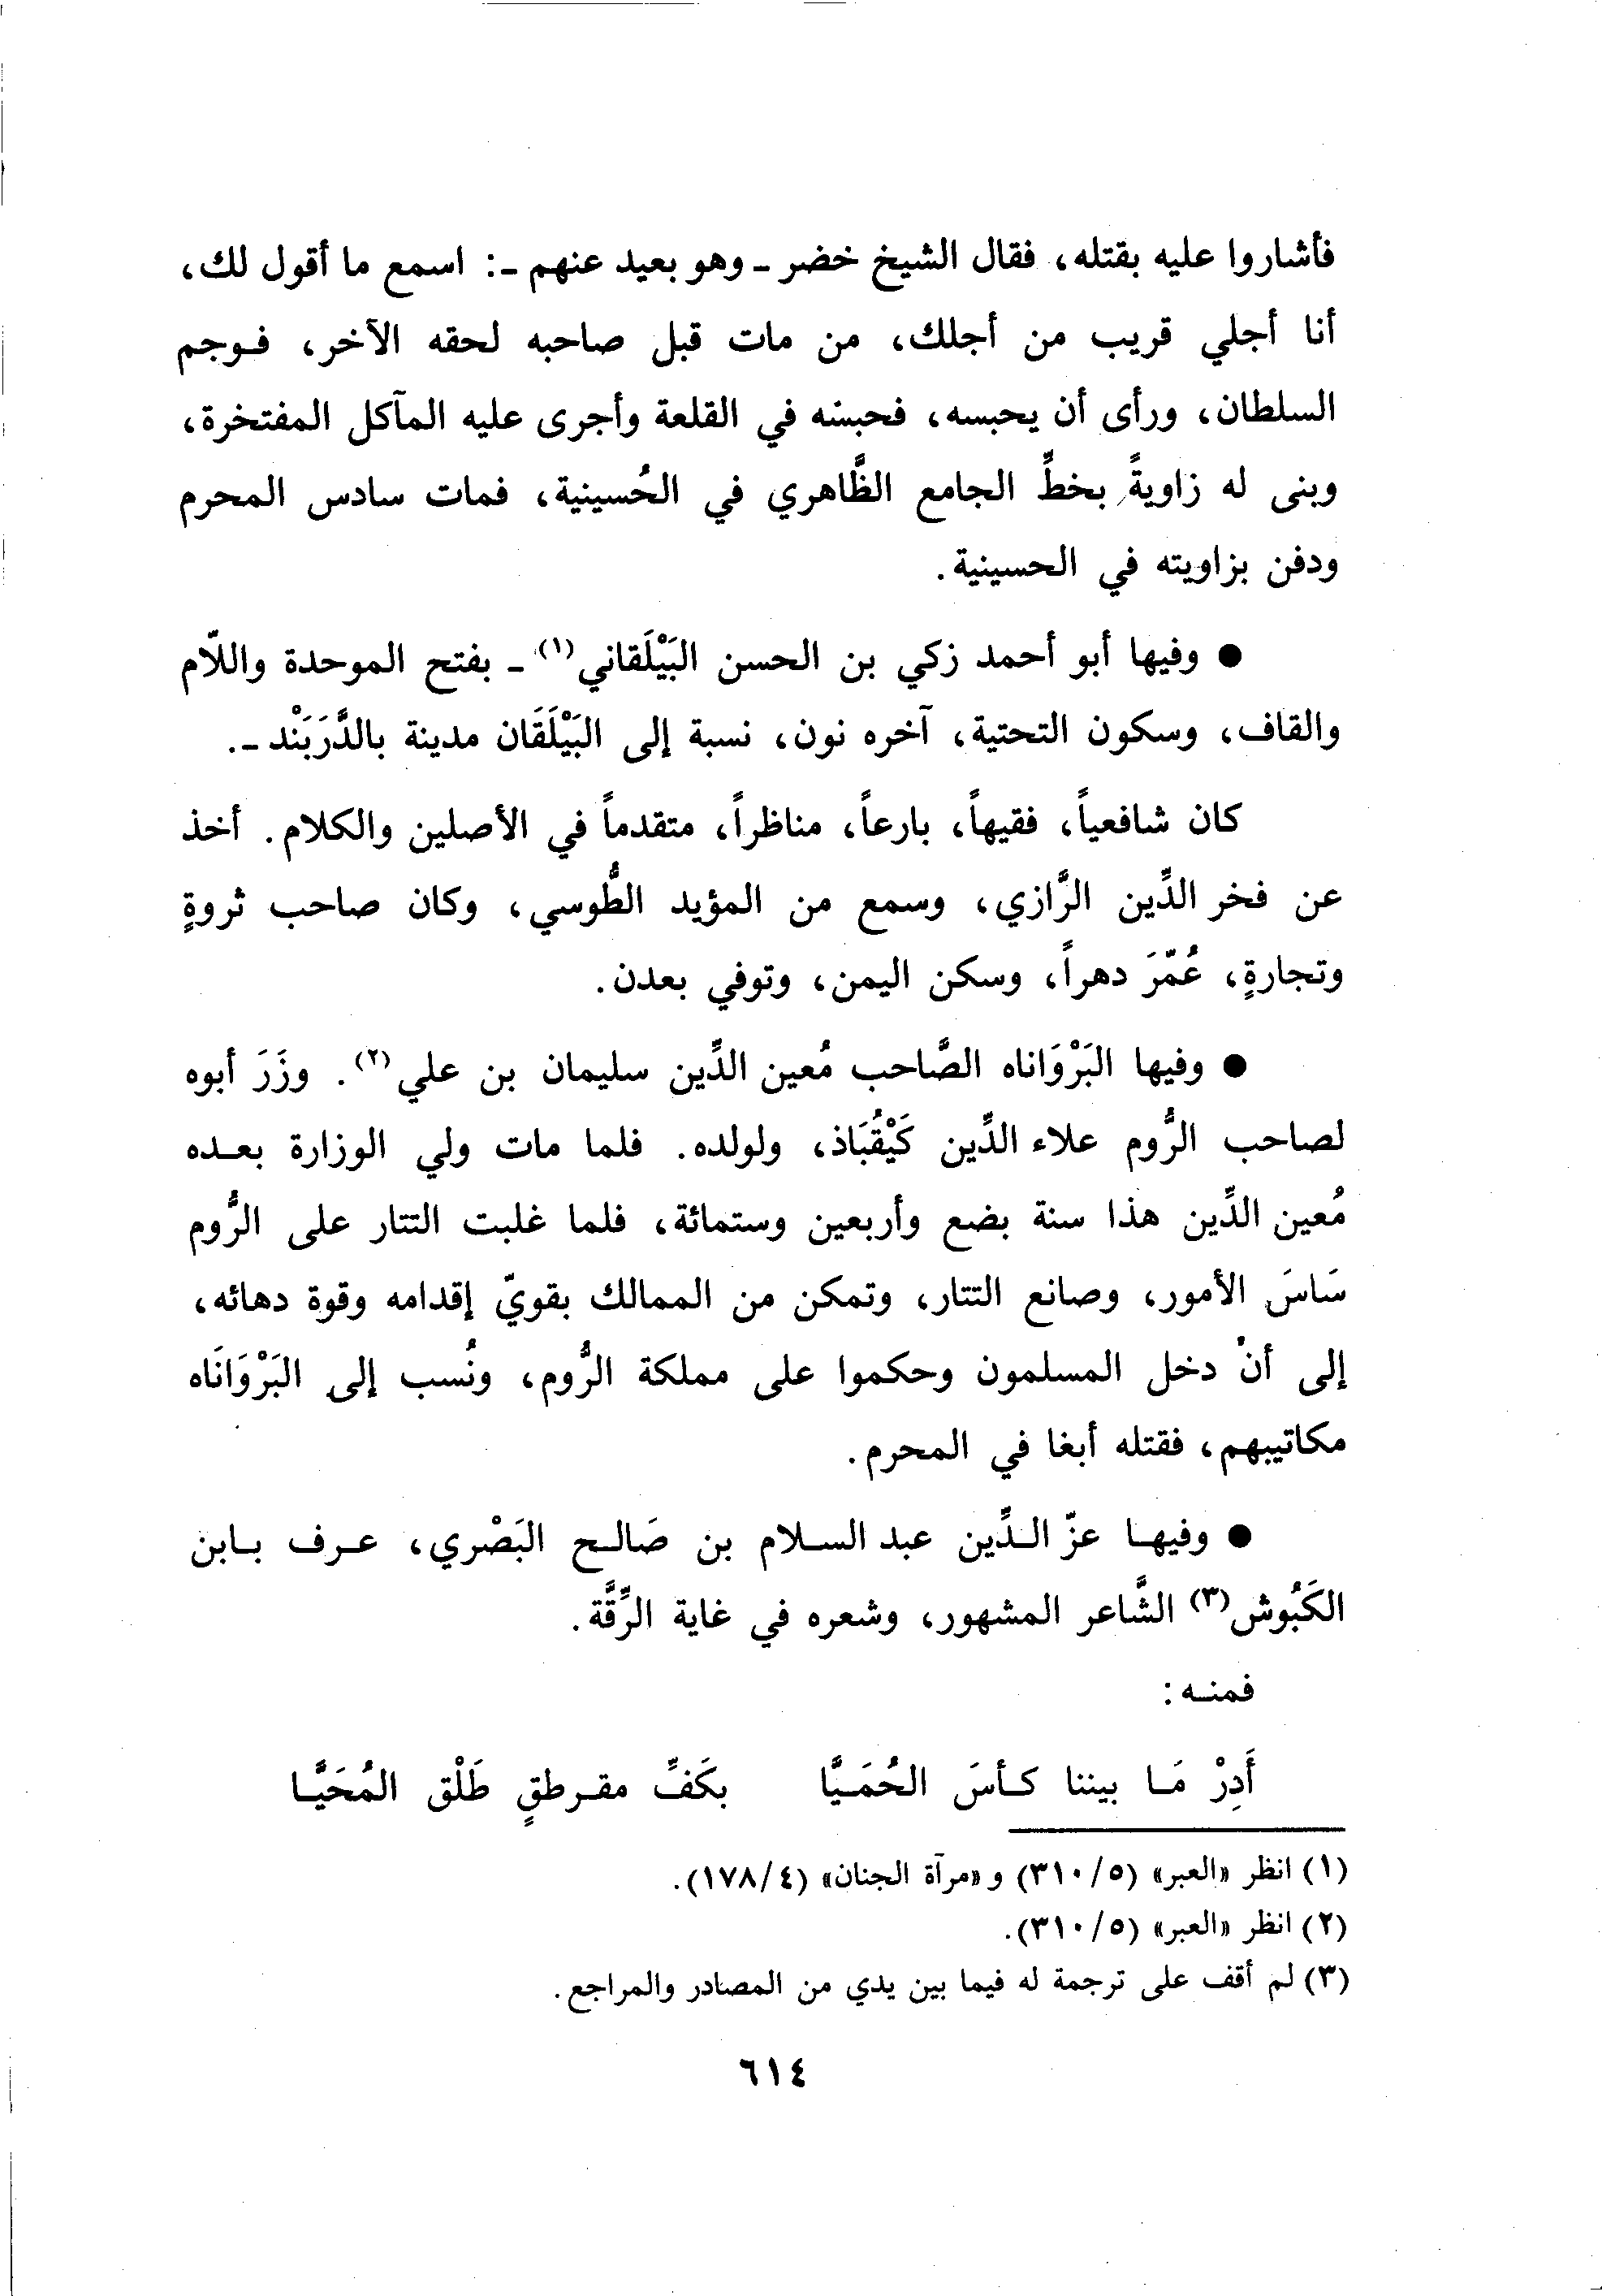 فأشاروا عليه بقتله، فقال الشيخ خضر ـ وهو بعيد عنهم ـ: اسمع ما أقول لك،
أنا أجلي قريب من أجلك، من مات قبل صاحبه لحقه الآخر، فوجم
السلطان، ورأى أن يحبسه، فحبسَه في القلعة وأجرى عليه المآكل المفتخرة،
وبنى له زاويةً بخطِّ الجامع الظَّاهري في الحُسينية، فمات سادس المحرم
ودفن بزاويته في الحسينية.
● وفيها أبو أحمد زكي بن الحسن البَيْلَقاني(١) ـ بفتح الموحدة واللّام
والقاف، وسكون التحتية، آخره نون، نسبة إلى البَيْلَقَان مدينة بالدَّرَبَنْد ـ.
كان شافعياً، فقيهاً، بارعاً، مناظراً، متقدماً في الأصلين والكلام. أخذ
عن فخر الدِّين الرَّازي، وسمع من المؤيد الطُّوسي، وكان صاحب ثروةٍ
وتجارةٍ، عُمّرَ دهراً، وسكن اليمن، وتوفي بعدن.
● وفيها البَرْوَاناه الصَّاحب مُعين الدِّين سليمان بن علي(٢). وزَرَ أبوه
لصاحب الرُّوم علاء الدِّين كَيْقُبَاذ، ولولده. فلما مات ولي الوزارة بعده
مُعين الدِّين هذا سنة بضع وأربعين وستمائة، فلما غلبت التتار على الرُّوم
سَاسَ الأمور، وصانع التتار، وتمكن من الممالك بقويّ إقدامه وقوة دهائه،
إلى أنْ دخل المسلمون وحكموا على مملكة الرُّوم، ونُسب إلى البَرْوَانَاه
مكاتيبهم، فقتله أبغا في المحرم.
● وفيها عزّ الدِّين عبد السلام بن صَالح البَصْري، عرف بابن
الكَبُوش(٣) الشَّاعر المشهور، وشعره في غاية الرِّقَّة.
فمنه:
أَدِرْ مَا بيننا كأسَ الحُمَيَّا بكَفِّ مقرطقٍ طَلْق المُحَيَّا
(١) انظر «العبر» (٣١٠/٥) و«مرآة الجنان» (١٧٨/٤).
(٢) انظر «العبر» (٣١٠/٥).
(٣) لم أقف على ترجمة له فيما بين يدي من المصادر والمراجع.
٦١٤